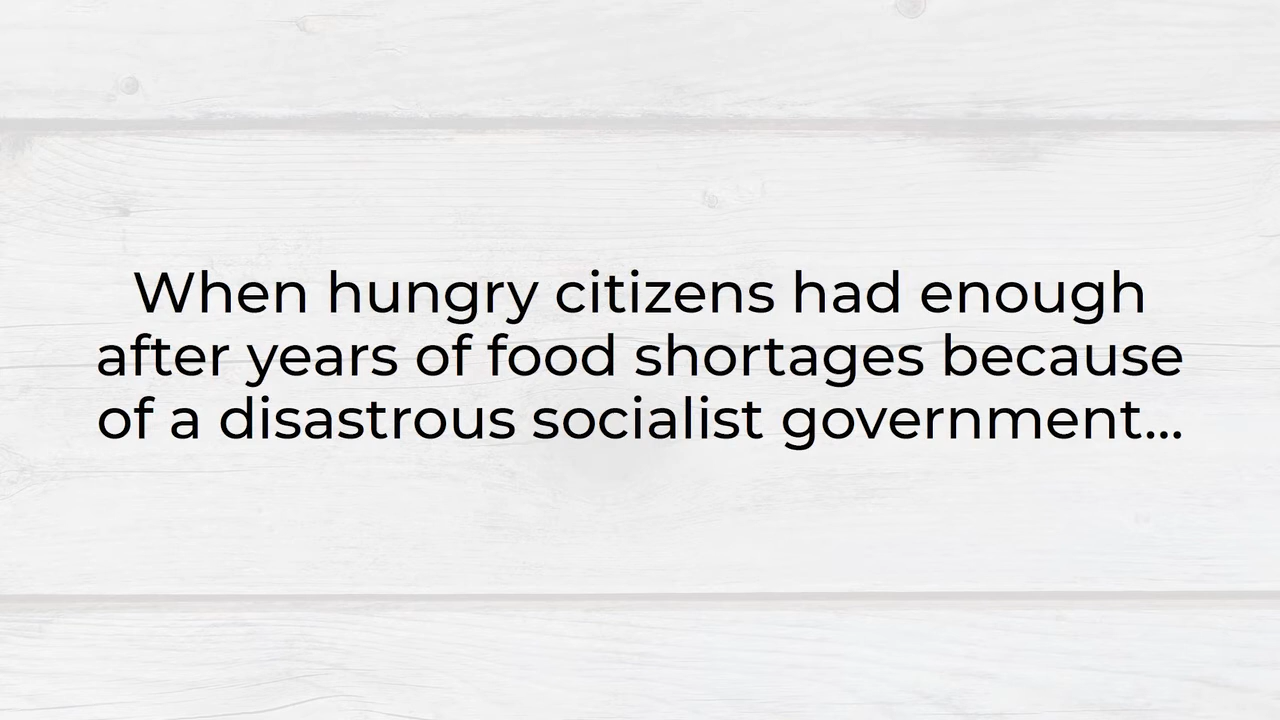 When hungry citizens had enough
after years of food shortages because
of a disastrous socialist government...